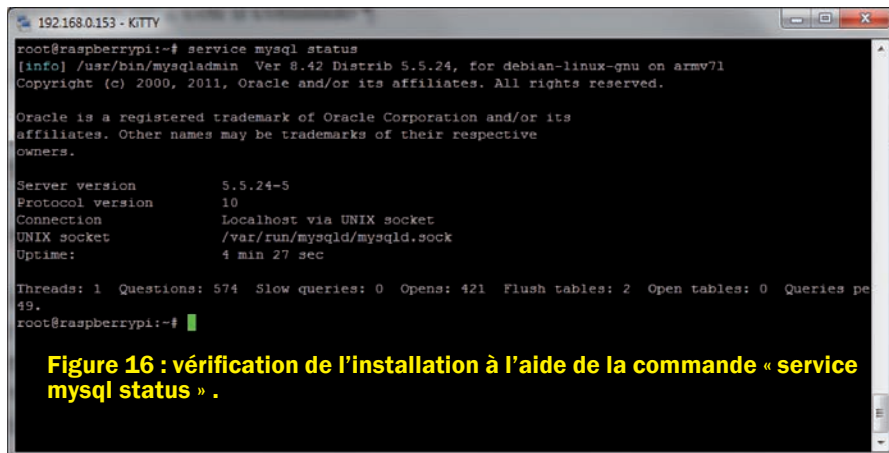 192.168.0.153 - KiTTY
root@raspberrypi:~# service mysql status
[info] /usr/bin/mysqladmin  Ver 8.42 Distrib 5.5.24, for debian-linux-gnu on armv7l
Copyright (c) 2000, 2011, Oracle and/or its affiliates. All rights reserved.
Oracle is a registered trademark of Oracle Corporation and/or its
affiliates. Other names may be trademarks of their respective
owners.
Server version          5.5.24-5
Protocol version        10
Connection              Localhost via UNIX socket
UNIX socket             /var/run/mysqld/mysqld.sock
Uptime:                 4 min 27 sec
Threads: 1  Questions: 574  Slow queries: 0  Opens: 421  Flush tables: 2  Open tables: 0  Queries pe
49.
root@raspberrypi:~#
Figure 16 : vérification de l’installation à l’aide de la commande « service
mysql status » .